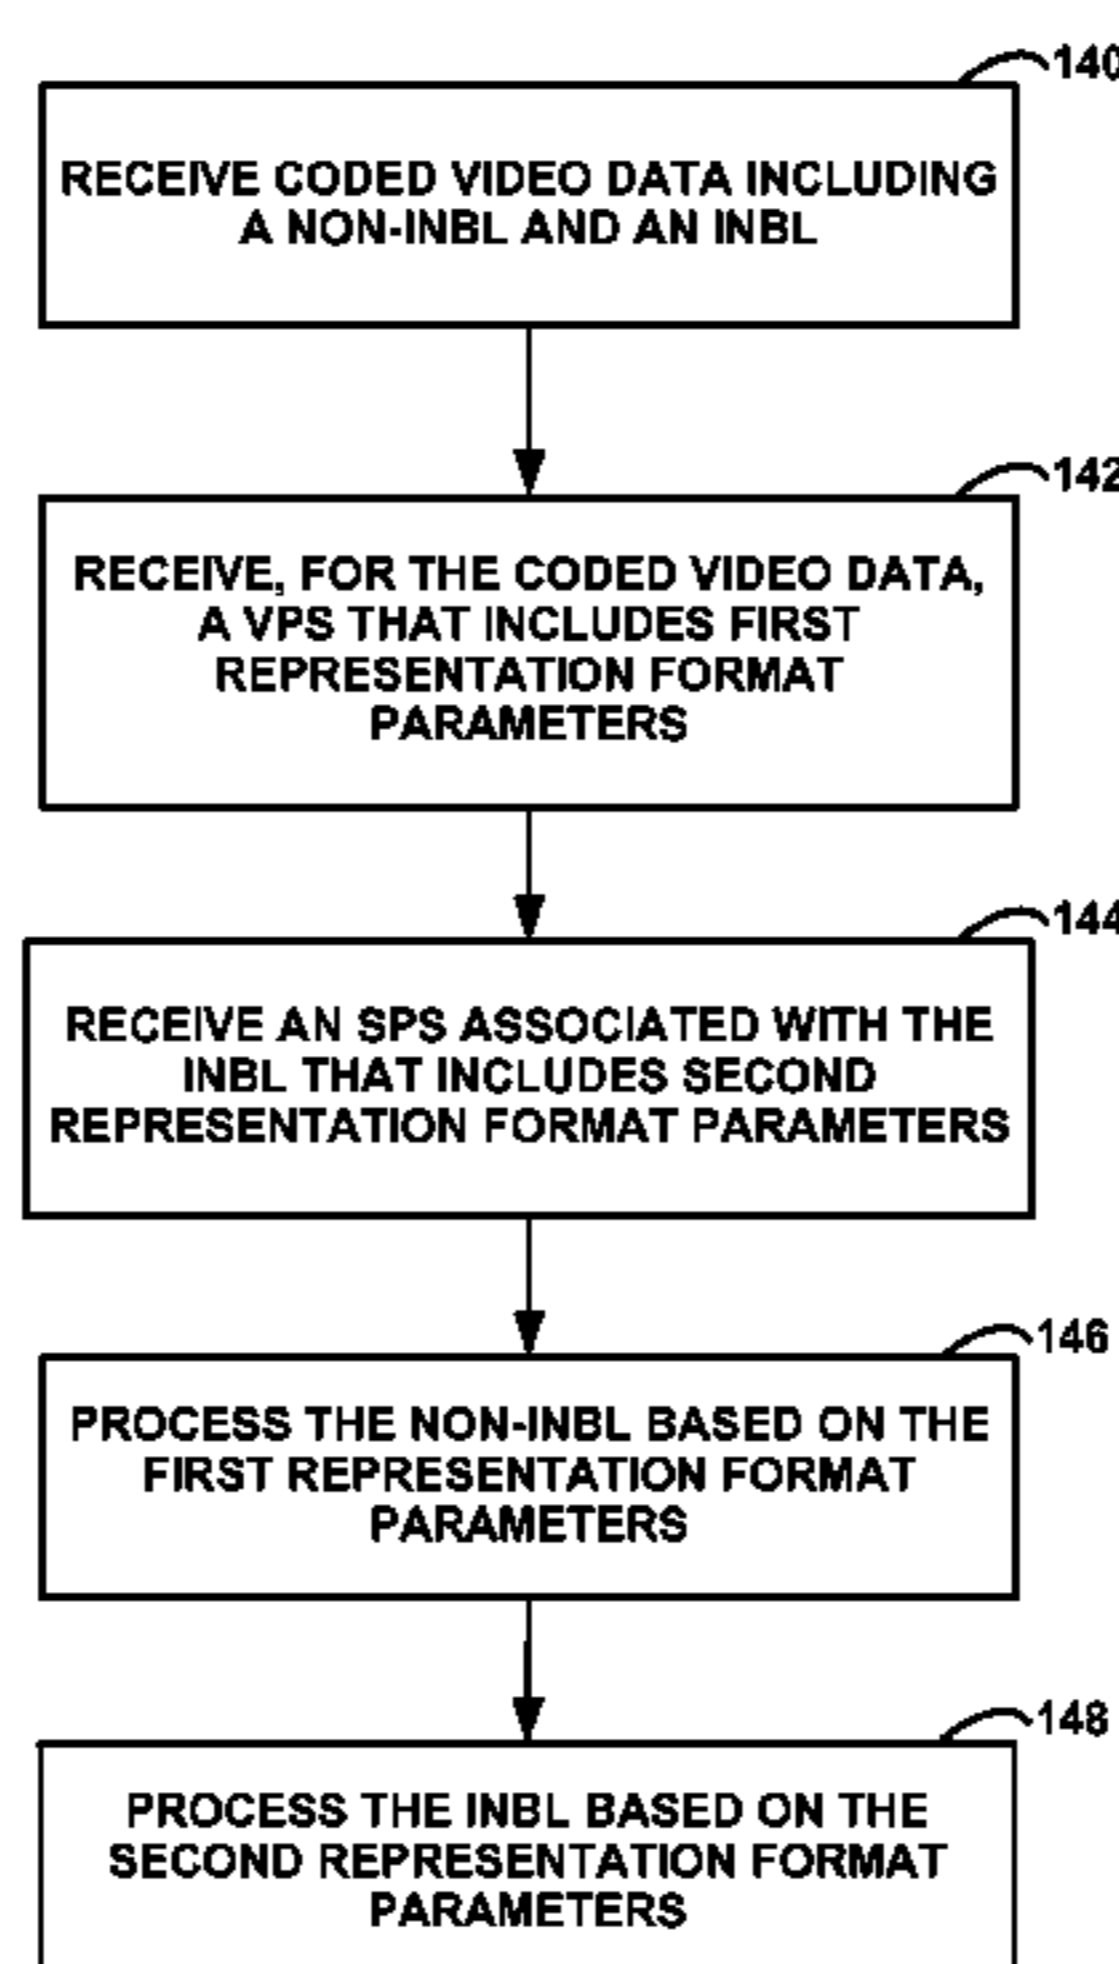 140
RECEIVE CODED VIDEO DATA INCLUDING
A NON-INBL AND AN INBL
142
RECEIVE, FOR THE CODED VIDEO DATA,
A VPS THAT INCLUDES FIRST
REPRESENTATION FORMAT
PARAMETERS
144
RECEIVE AN SPS ASSOCIATED WITH THE
INBL THAT INCLUDES SECOND
REPRESENTATION FORMAT PARAMETERS
146
PROCESS THE NON-INBL BASED ON THE
FIRST REPRESENTATION FORMAT
PARAMETERS
148
PROCESS THE INBL BASED ON THE
SECOND REPRESENTATION FORMAT
PARAMETERS